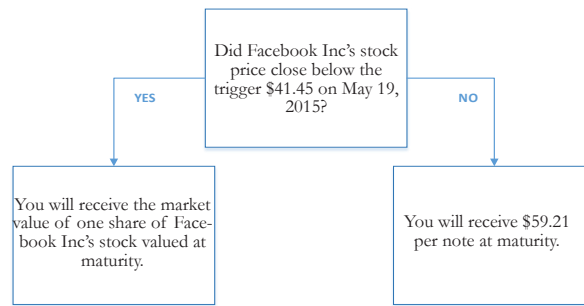 Did Facebook Inc's stock
price close below the
trigger $41.45 on May 19,
2015?
YES
NO
You will receive the market
value of one share of Face-
book Inc's stock valued at
maturity.
You will receive $59.21
per note at maturity.